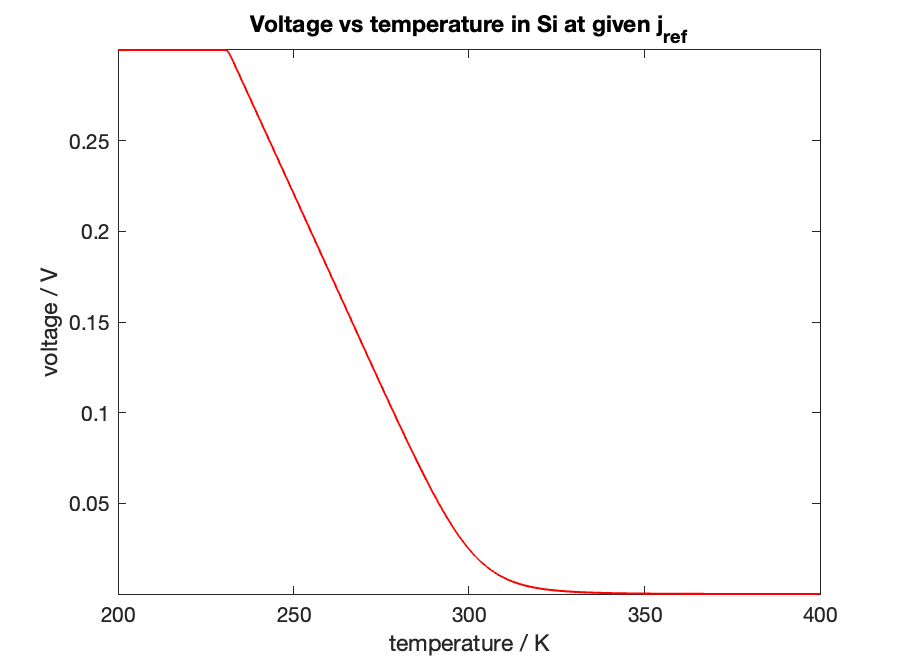 Voltage vs temperature in Si at given j_ref
0.25
0.2
0.15
0.1
0.05
voltage / V
200 250 300 350 400
temperature / K